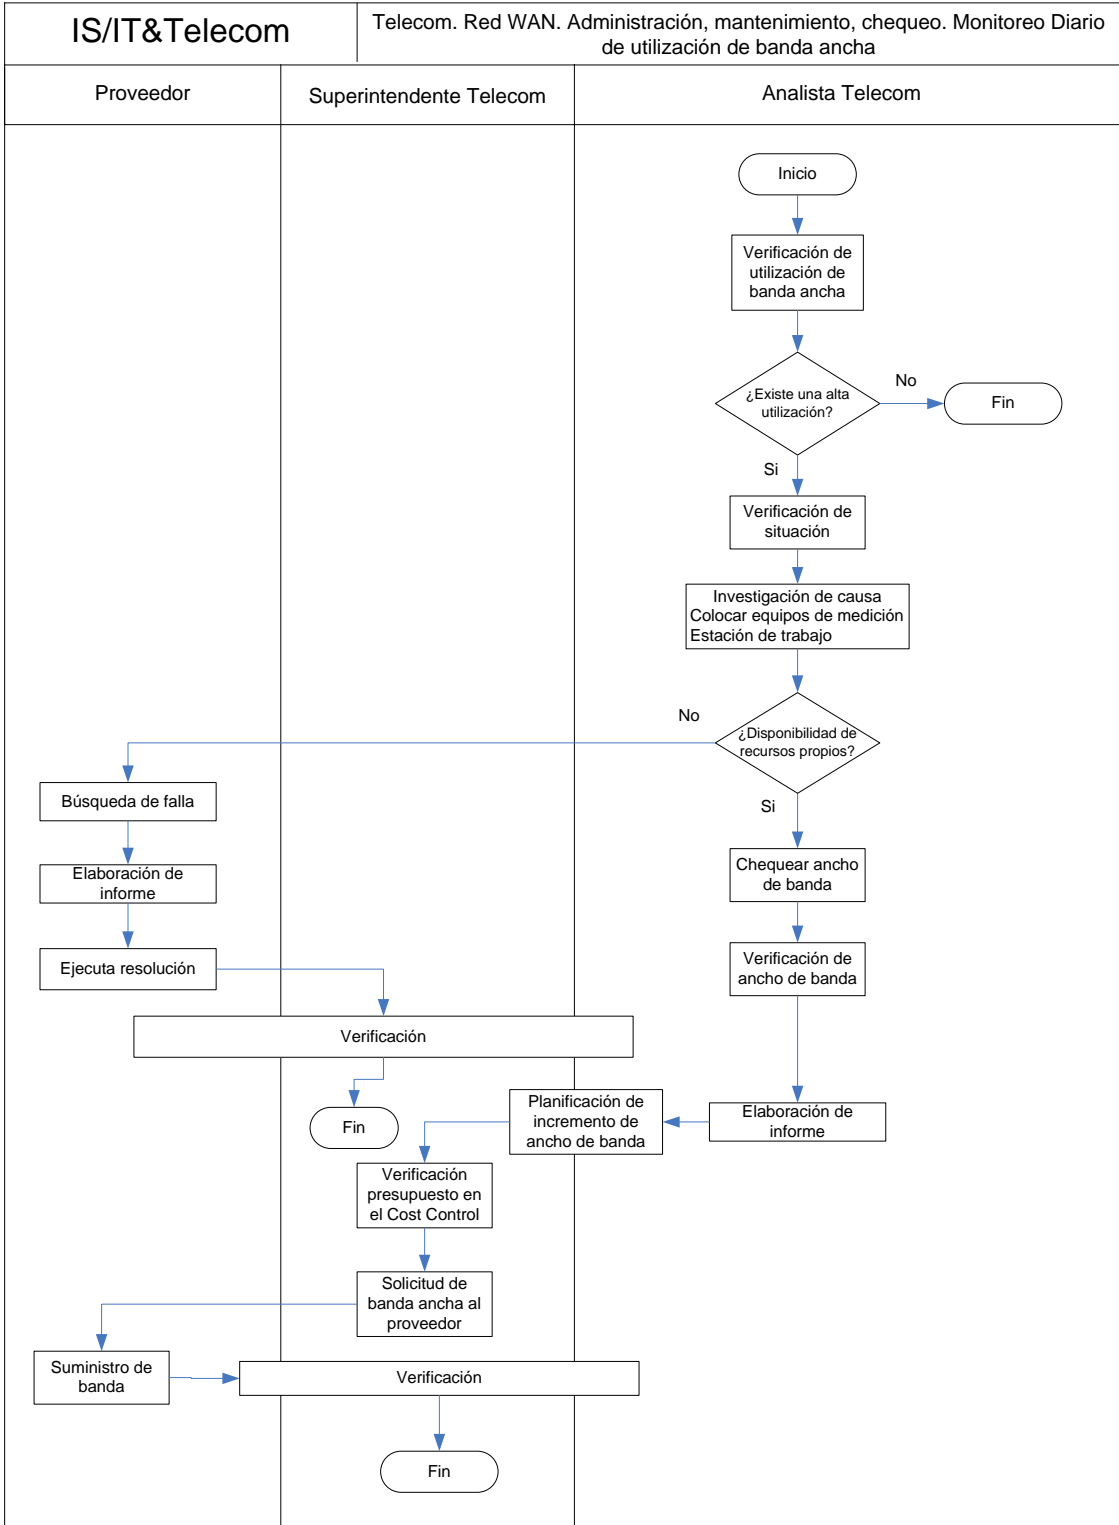 IS/IT&Telecom
Telecom. Red WAN. Administración, mantenimiento, chequeo. Monitoreo Diario
de utilización de banda ancha
Proveedor
Superintendente Telecom
Analista Telecom
Inicio
Verificación de
utilización de
banda ancha
¿Existe una alta
utilización?
No
Fin
Si
Verificación de
situación
Investigación de causa
Colocar equipos de medición
Estación de trabajo
¿Disponibilidad de
recursos propios?
No
Si
Búsqueda de falla
Elaboración de
informe
Ejecuta resolución
Chequear ancho
de banda
Verificación de
ancho de banda
Verificación
Fin
Elaboración de
informe
Planificación de
incremento de
ancho de banda
Verificación
presupuesto en
el Cost Control
Solicitud de
banda ancha al
proveedor
Suministro de
banda
Verificación
Fin